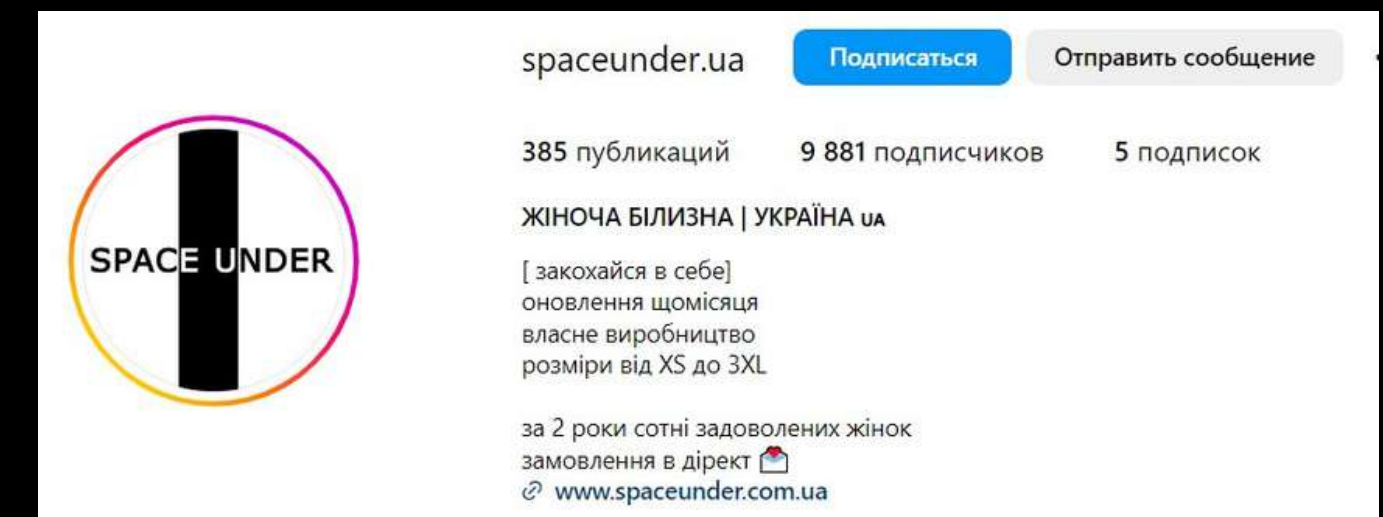 spaceunder.ua Подписаться Отправить сообщение
385 публикаций 9 881 подписчиков 5 подписок
SPACE UNDER
ЖІНОЧА БІЛИЗНА | УКРАЇНА UA
[ закохайся в себе]
оновлення щомісяця
власне виробництво
розміри від XS до 3XL
за 2 роки сотні задоволених жінок
замовлення в дірект 💌
www.spaceunder.com.ua